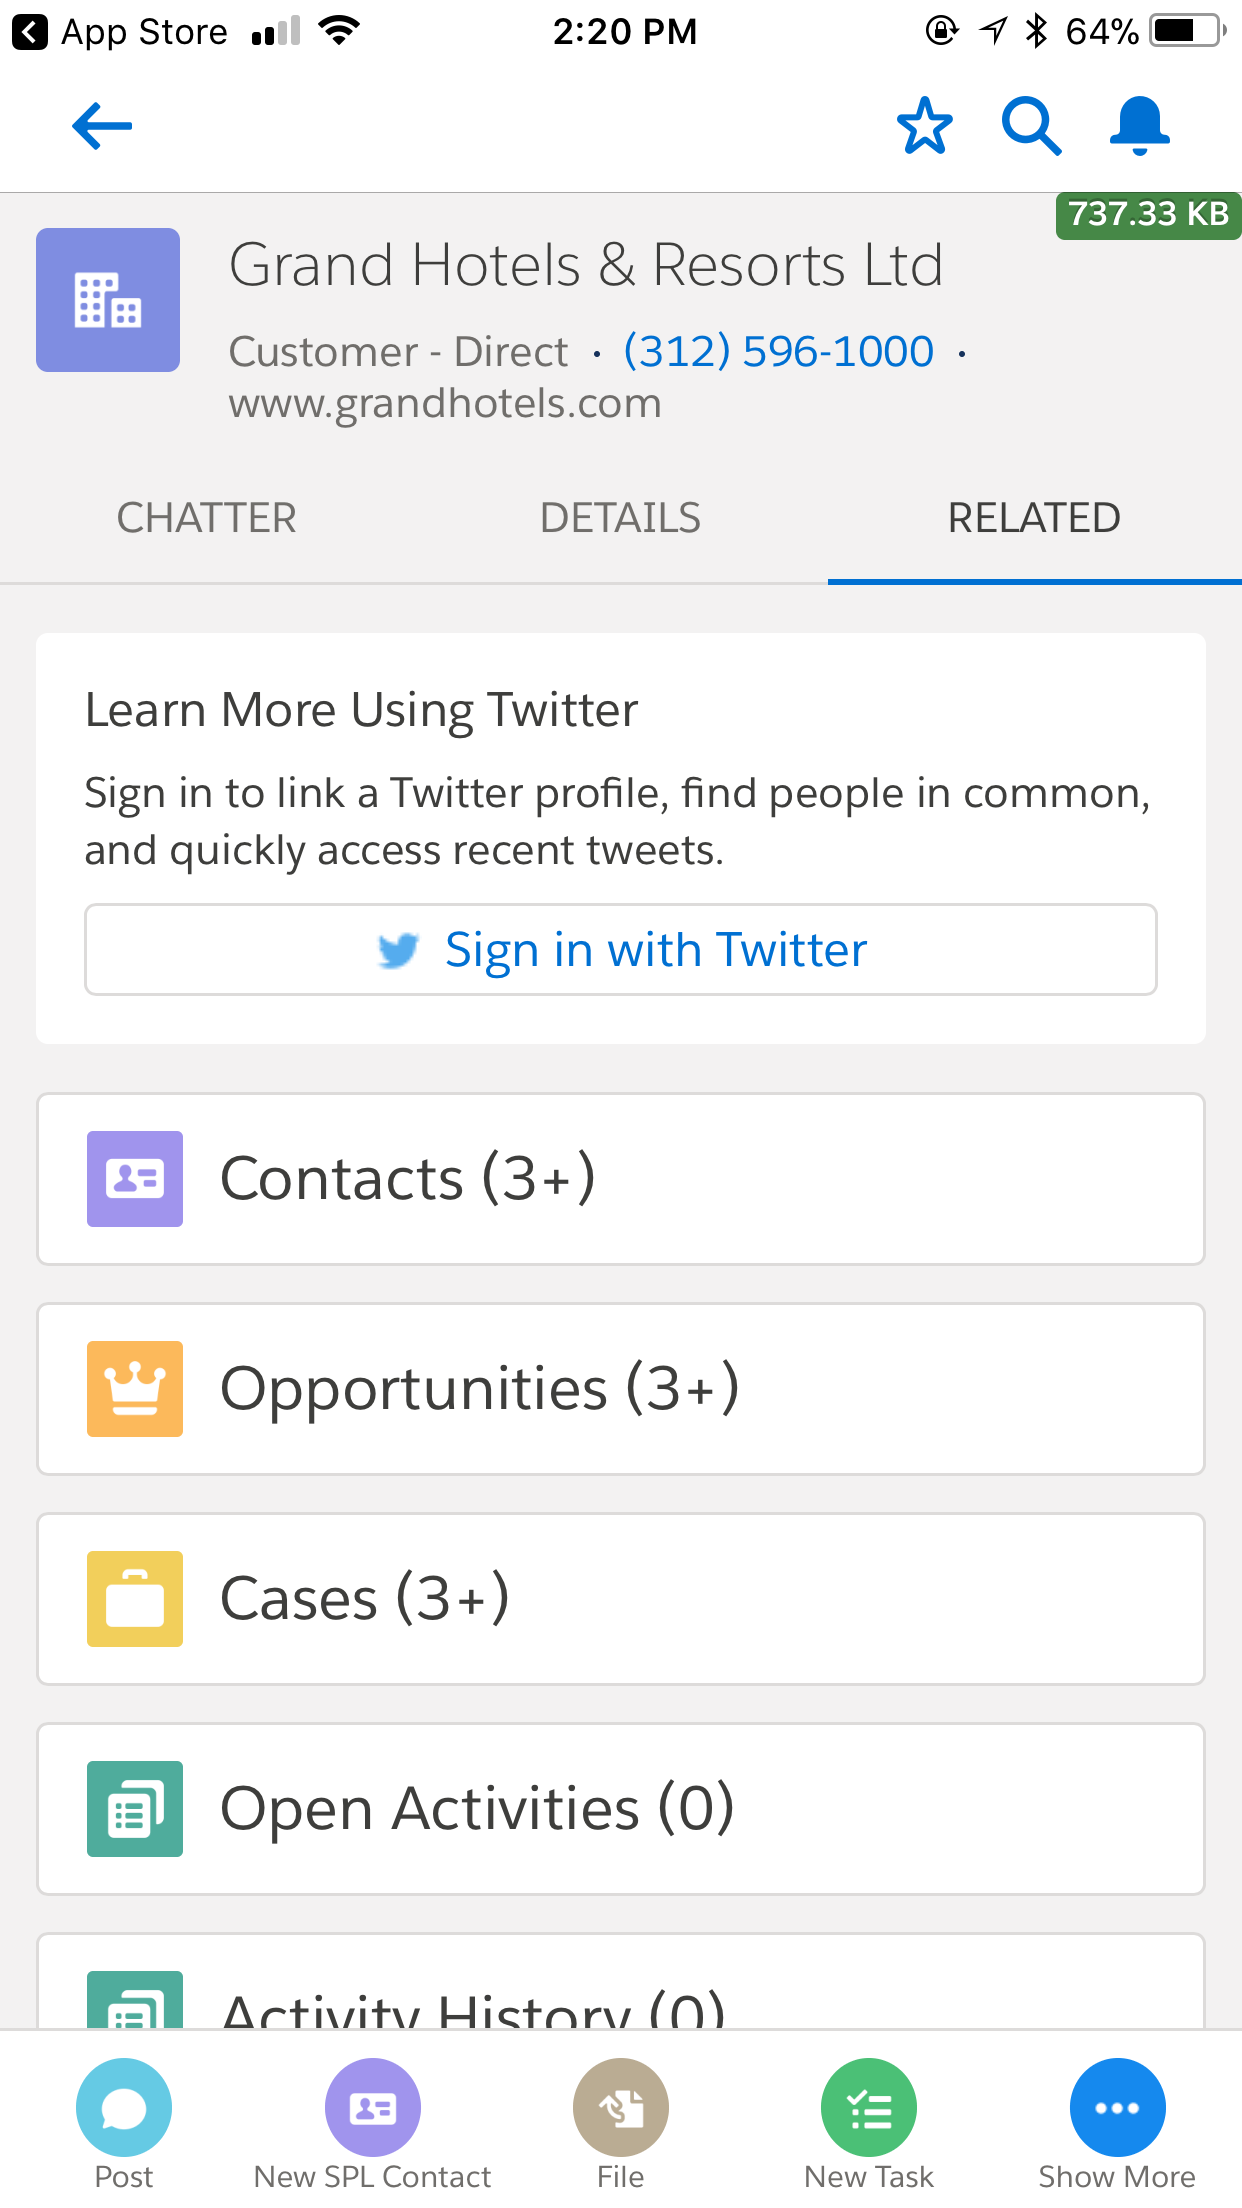 App Store
2:20 PM
64%
737.33 KB
Grand Hotels & Resorts Ltd
Customer - Direct · (312) 596-1000 ·
www.grandhotels.com
CHATTER
DETAILS
RELATED
Learn More Using Twitter
Sign in to link a Twitter profile, find people in common,
and quickly access recent tweets.
Sign in with Twitter
Contacts (3+)
Opportunities (3+)
Cases (3+)
Open Activities (0)
Activity History (0)
Post
New SPL Contact
File
New Task
Show More